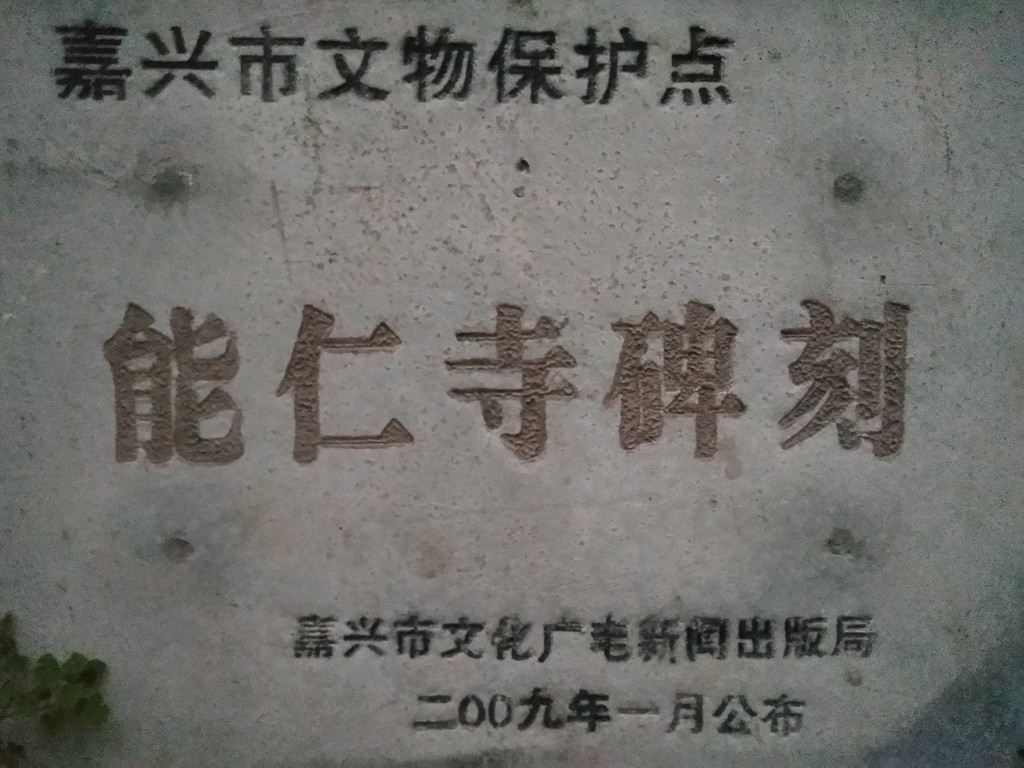 嘉兴市文物保护点
能仁寺碑刻
嘉兴市文化广电新闻出版局
二00九年一月公布